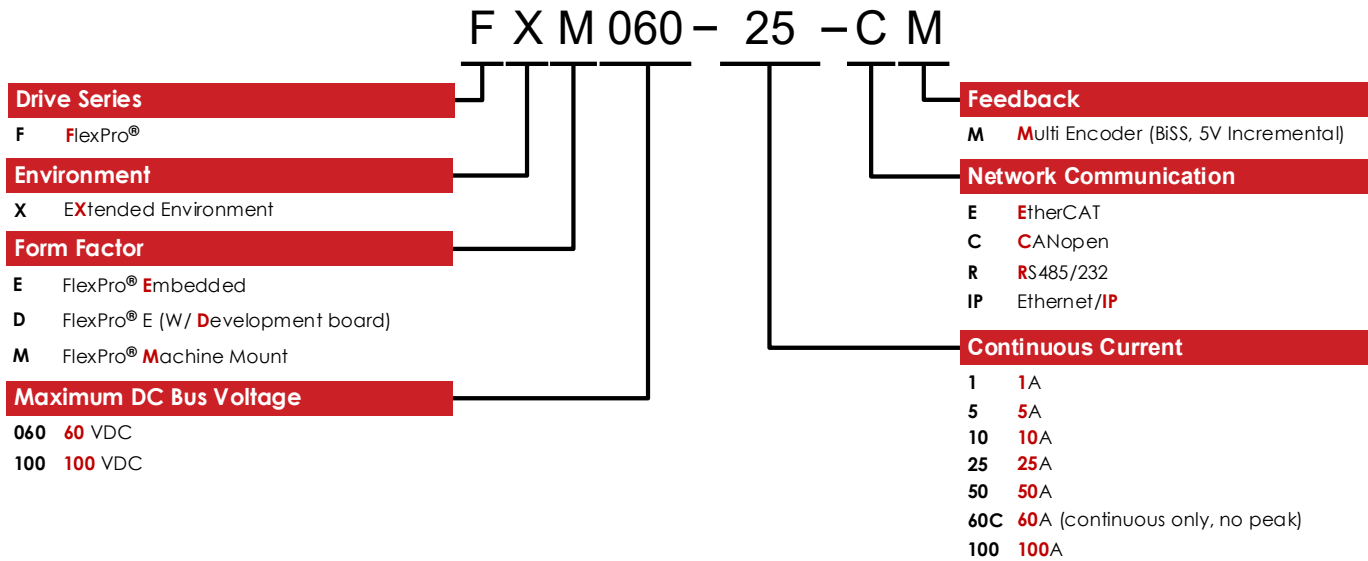 F X M 060 – 25 – C M
Drive Series
F FlexPro®
Environment
X EXtended Environment
Form Factor
E FlexPro® Embedded
D FlexPro® E (W/ Development board)
M FlexPro® Machine Mount
Maximum DC Bus Voltage
060 60 VDC
100 100 VDC
Feedback
M Multi Encoder (BiSS, 5V Incremental)
Network Communication
E EtherCAT
C CANopen
R RS485/232
IP Ethernet/IP
Continuous Current
1 1A
5 5A
10 10A
25 25A
50 50A
60C 60A (continuous only, no peak)
100 100A